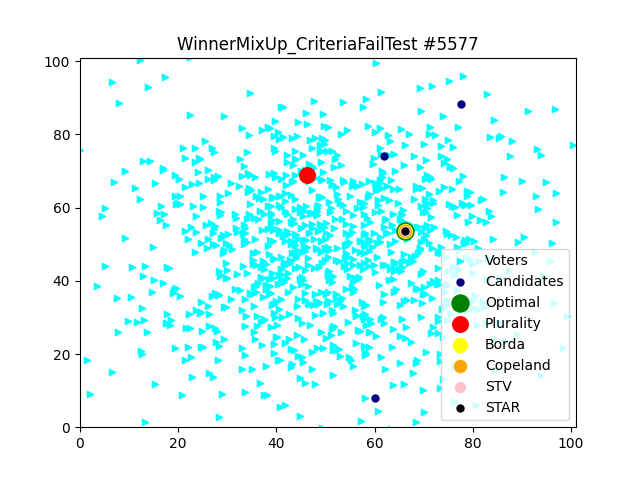 WinnerMixUp_CriteriaFailTest #5577
100
80
60
40
20
0
0
20
40
60
80
100
Voters
Candidates
Optimal
Plurality
Borda
Copeland
STV
STAR